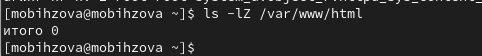 [mobihzova@mobihzova ~]$ ls -lZ /var/www/html
итого 0
[mobihzova@mobihzova ~]$